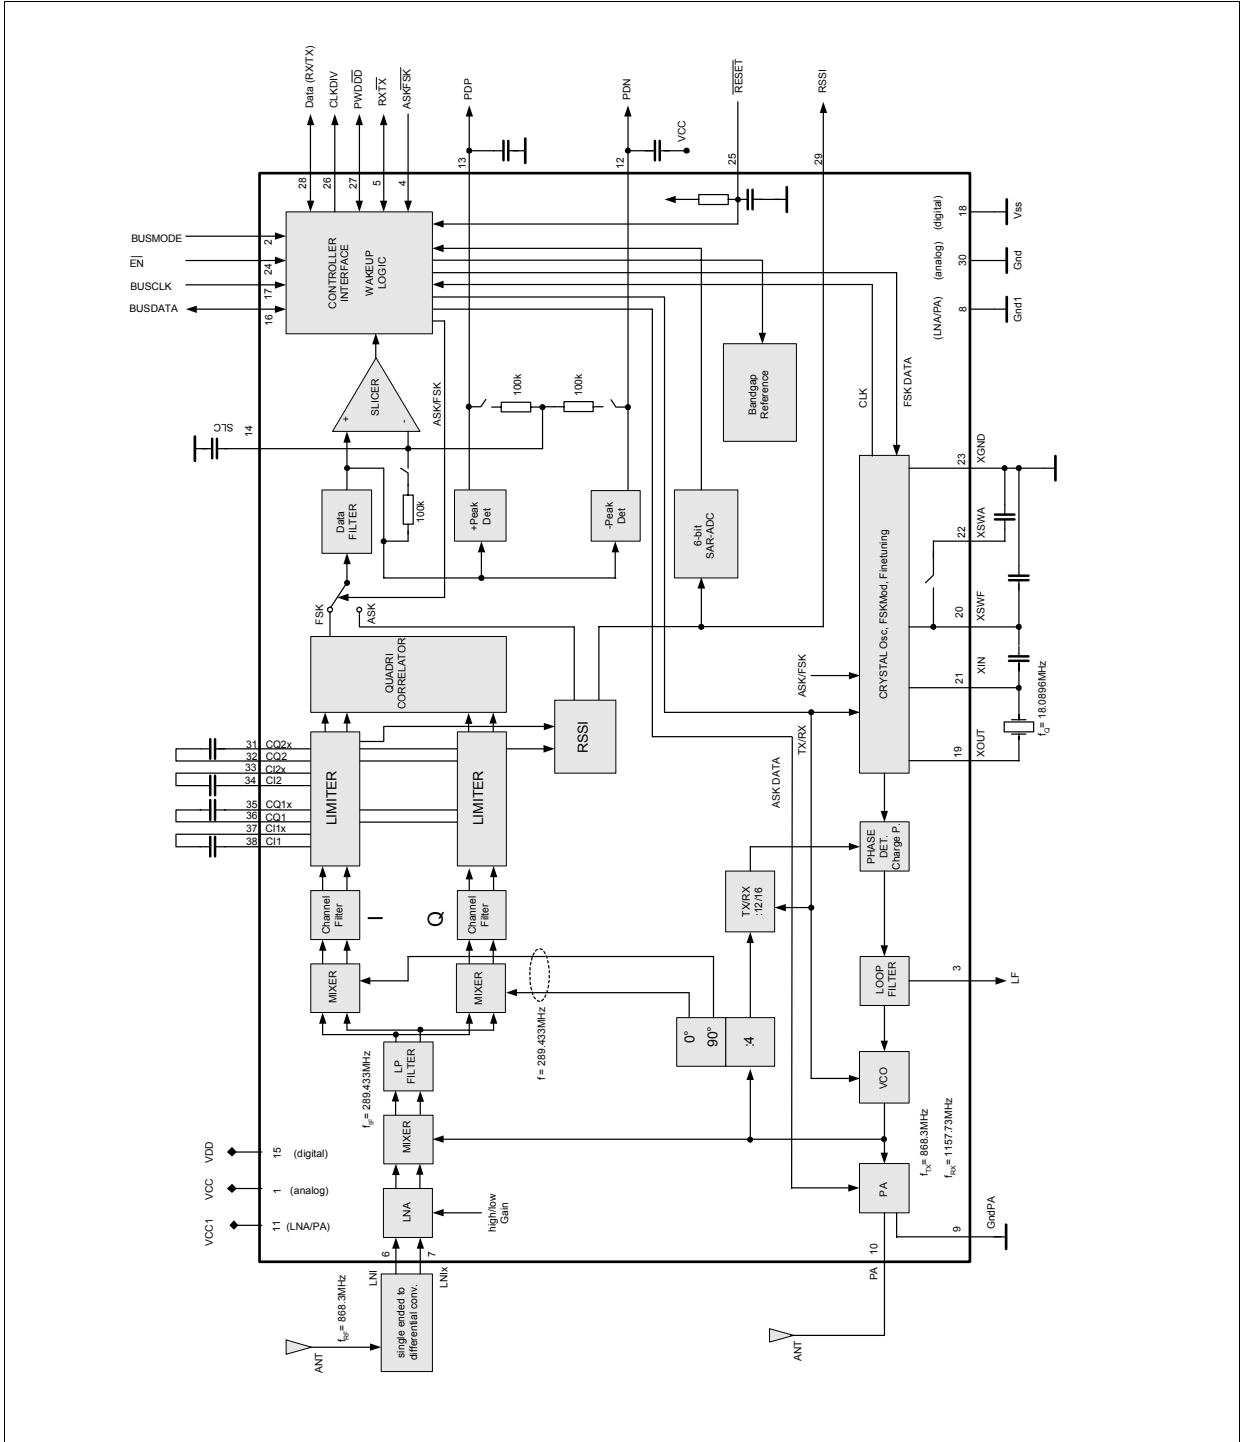 Data (RX/TX)
CLKDIV
PWDDD
RXTX
ASKFSK
PDP
PDN
VCC
RESET
RSSI
28
26
27
5
4
13
12
25
29
BUSMODE
EN
BUSCLK
BUSDATA
2
24
17
16
CONTROLLER
INTERFACE
WAKEUP
LOGIC
SLC
14
SLICER
+
-
ASK/FSK
100k
100k
Data
FILTER
100k
+Peak
Det
-Peak
Det
6-bit
SAR-ADC
Bandgap
Reference
CLK
FSK DATA
(digital)
18
Vss
(analog)
30
Gnd
(LNA/PA)
8
Gnd1
FSK
ASK
QUADRI
CORRELATOR
RSSI
31 CQ2x
32 CQ2
33 CI2x
34 CI2
35 CQ1x
36 CQ1
37 CI1x
38 CI1
LIMITER
LIMITER
Channel
Filter
I
Q
Channel
Filter
MIXER
MIXER
f = 289.433MHz
LP
FILTER
fIF= 289.433MHz
MIXER
LNA
high/low
Gain
VDD
15 (digital)
VCC
1 (analog)
VCC1
11 (LNA/PA)
6
7
LNI
LNIx
fRF= 868.3MHz
ANT
single ended to
differential conv.
0°
90°
:4
TX/RX
:12/16
ASK DATA
TX/RX
ASK/FSK
CRYSTAL Osc, FSKMod, Finetuning
23
XGND
22
XSWA
20
XSWF
21
XIN
19
XOUT
fQ= 18.0896MHz
PHASE
DET.
Charge P.
LOOP
FILTER
3
LF
VCO
fTX= 868.3MHz
fRX= 1157.73MHz
PA
9
GndPA
10
PA
ANT